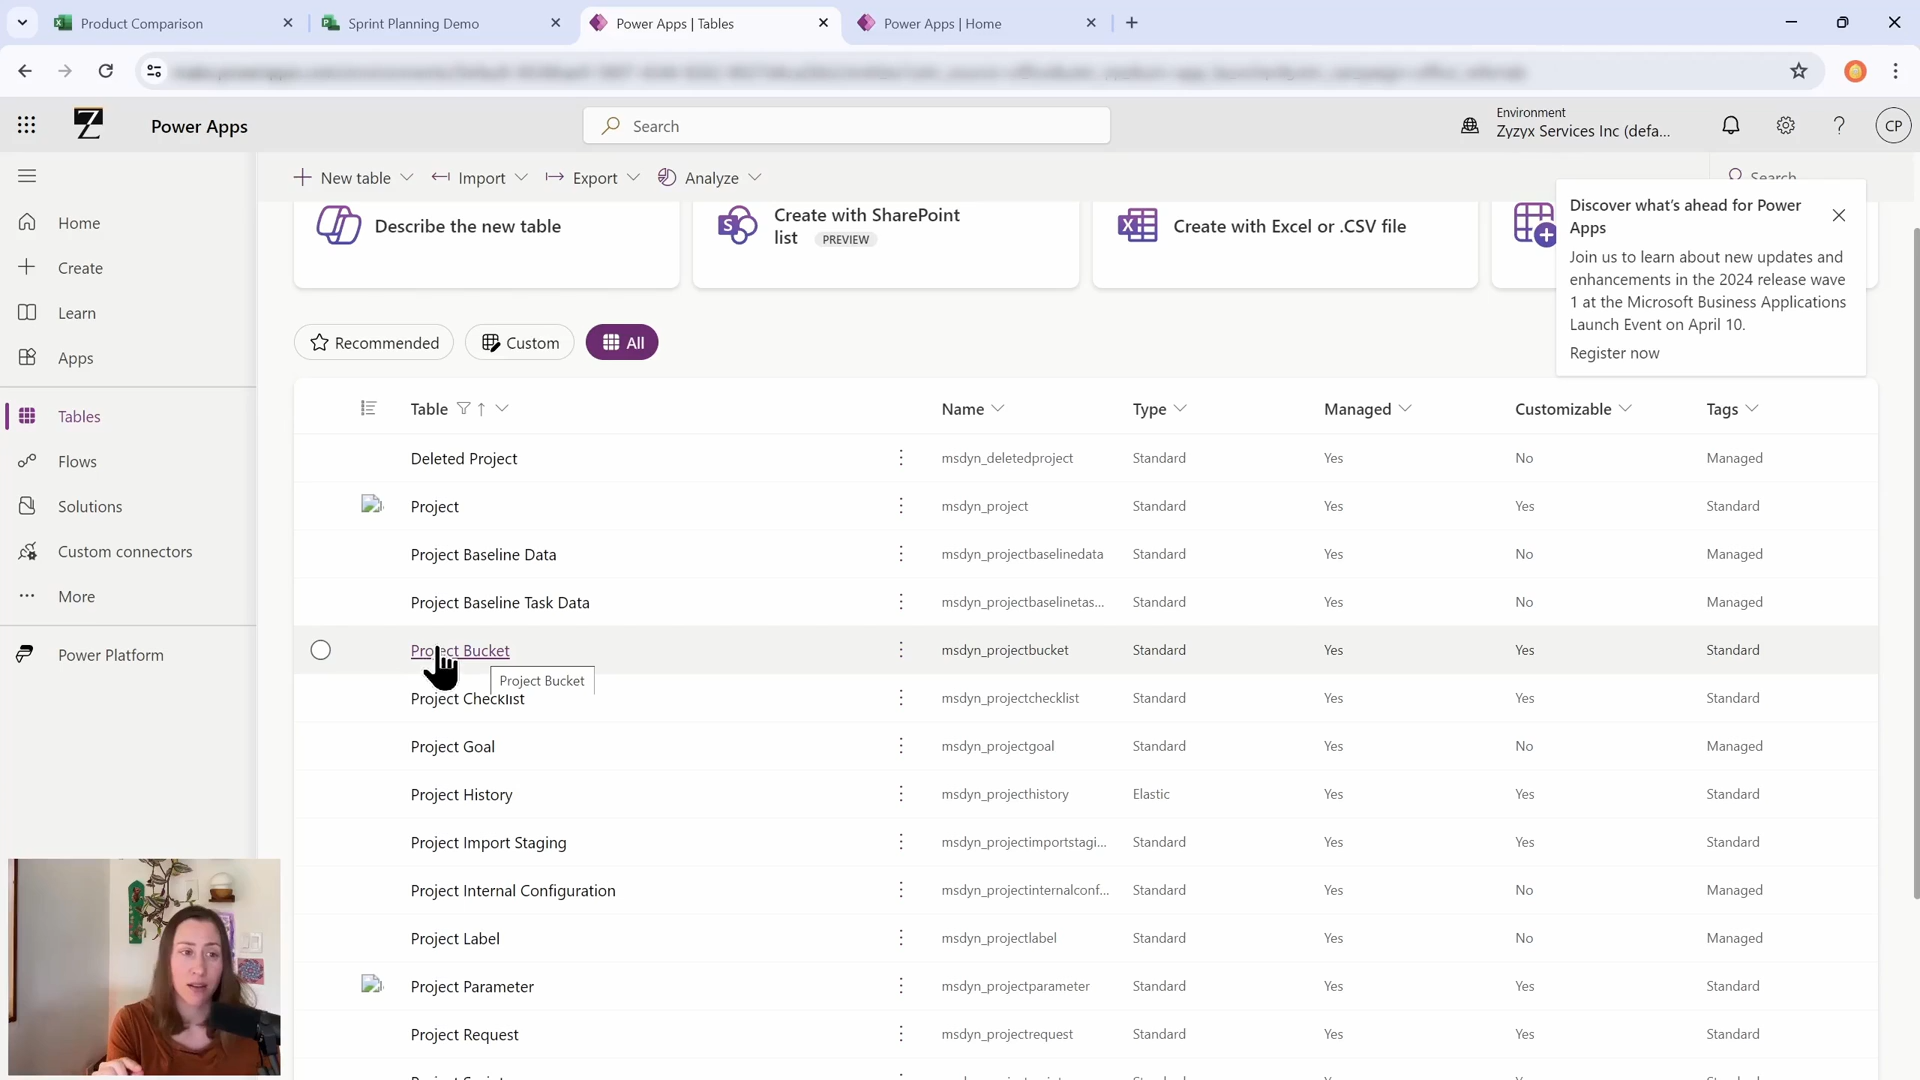 Product Comparison
Sprint Planning Demo
Power Apps | Tables
Power Apps | Home
Z
Power Apps
Search
Environment
Zyzyx Services Inc (defa...
?
CP
New table
Import
Export
Analyze
Search
Home
Create
Learn
Apps
Tables
Flows
Solutions
Custom connectors
More
Power Platform
Describe the new table
Create with SharePoint
list PREVIEW
Create with Excel or .CSV file
Discover what's ahead for Power
Apps
Join us to learn about new updates and
enhancements in the 2024 release wave
1 at the Microsoft Business Applications
Launch Event on April 10.
Register now
Recommended
Custom
All
Table Name Type Managed Customizable Tags
Deleted Project msdyn_deletedproject Standard Yes No Managed
Project msdyn_project Standard Yes Yes Standard
Project Baseline Data msdyn_projectbaselinedata Standard Yes No Managed
Project Baseline Task Data msdyn_projectbaselinetas... Standard Yes No Managed
Project Bucket msdyn_projectbucket Standard Yes Yes Standard
Project Bucket
Project Checklist msdyn_projectchecklist Standard Yes Yes Standard
Project Goal msdyn_projectgoal Standard Yes No Managed
Project History msdyn_projecthistory Elastic Yes Yes Standard
Project Import Staging msdyn_projectimportstagi... Standard Yes Yes Standard
Project Internal Configuration msdyn_projectinternalconf... Standard Yes No Managed
Project Label msdyn_projectlabel Standard Yes No Managed
Project Parameter msdyn_projectparameter Standard Yes Yes Standard
Project Request msdyn_projectrequest Standard Yes Yes Standard